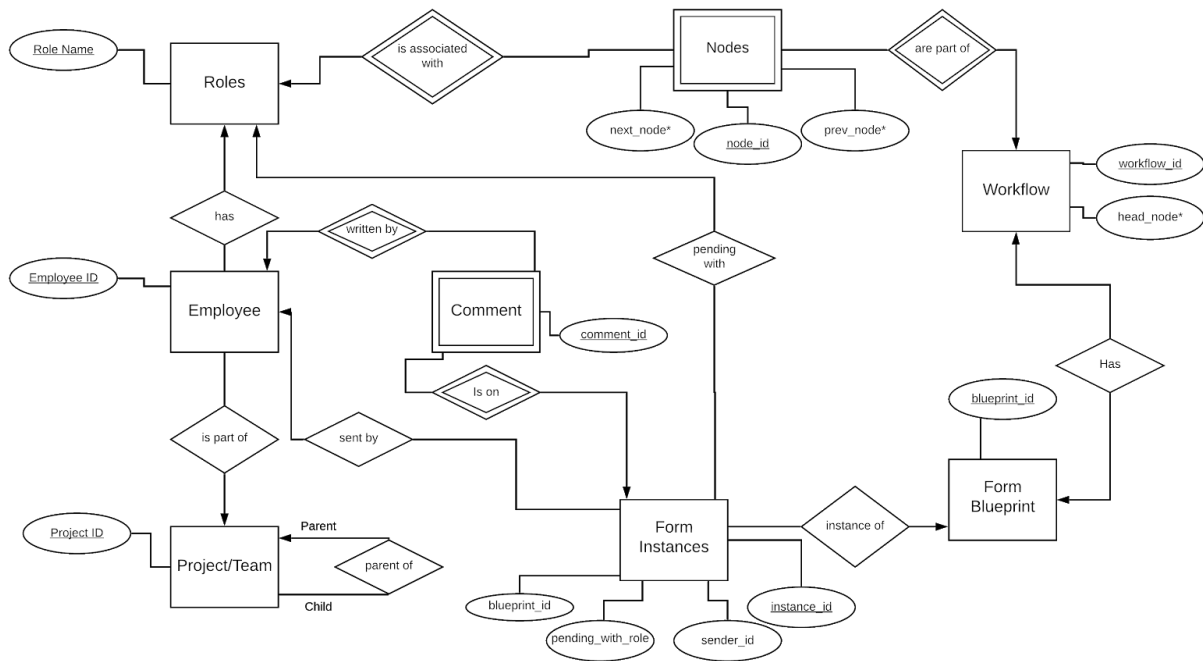 Role Name
Roles
is associated
with
Nodes
are part of
next_node*
node_id
prev_node*
workflow_id
Workflow
head_node*
has
written by
pending
with
Employee ID
Employee
Comment
comment_id
Has
Is on
blueprint_id
is part of
sent by
Form
Blueprint
Project ID
Parent
Form
Instances
instance of
Project/Team
parent of
Child
blueprint_id
instance_id
pending_with_role
sender_id